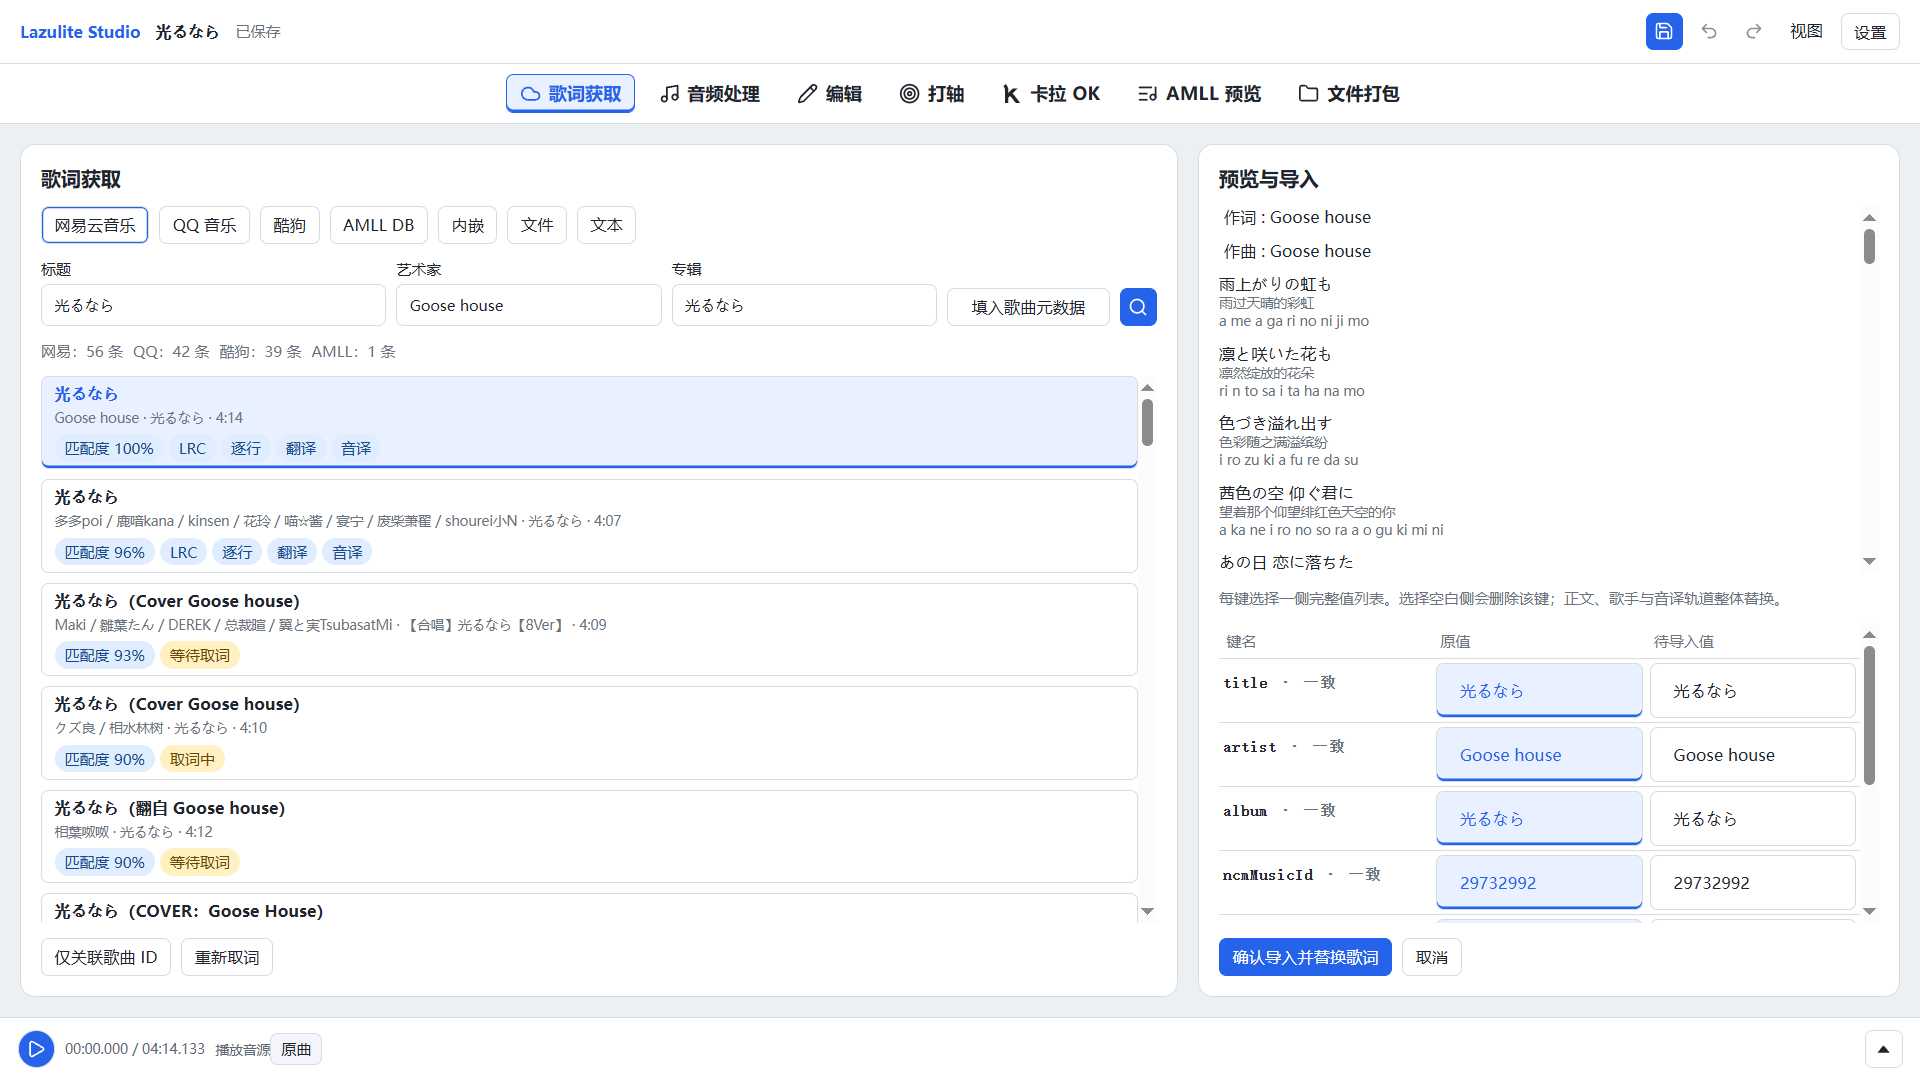 Lazulite Studio 光るなら 已保存
视图 设置
歌词获取 音频处理 编辑 打轴 卡拉 OK AMLL 预览 文件打包
歌词获取
网易云音乐 QQ 音乐 酷狗 AMLL DB 内嵌 文件 文本
标题 艺术家 专辑
光るなら Goose house 光るなら 填入歌曲元数据
网易：56 条 QQ：42 条 酷狗：39 条 AMLL：1 条
光るなら
Goose house · 光るなら · 4:14
匹配度 100% LRC 逐行 翻译 音译
光るなら
多多poi / 鹿喑kana / kinsen / 花玲 / 喵☆酱 / 宴宁 / 废柴萧瞿 / shourei小N · 光るなら · 4:07
匹配度 96% LRC 逐行 翻译 音译
光るなら（Cover Goose house）
Maki / 雛葉たん / DEREK / 总裁暄 / 翼と実TsubasatMi · 【合唱】光るなら【8Ver】 · 4:09
匹配度 93% 等待取词
光るなら（Cover Goose house）
クズ良 / 相水林树 · 光るなら · 4:10
匹配度 90% 取词中
光るなら（翻自 Goose house）
相葉呶呶 · 光るなら · 4:12
匹配度 90% 等待取词
光るなら（COVER：Goose House）
仅关联歌曲 ID 重新取词
预览与导入
作词 : Goose house
作曲 : Goose house
雨上がりの虹も
雨过天晴的彩虹
a me a ga ri no ni ji mo
凛と咲いた花も
凛然绽放的花朵
ri n to sa i ta ha na mo
色づき溢れ出す
色彩随之满溢缤纷
i ro zu ki a fu re da su
茜色の空 仰ぐ君に
望着那个仰望绯红色天空的你
a ka ne i ro no so ra a o gu ki mi ni
あの日 恋に落ちた
每键选择一侧完整值列表。选择空白侧会删除该键；正文、歌手与音译轨道整体替换。
键名 原值 待导入值
title · 一致 光るなら 光るなら
artist · 一致 Goose house Goose house
album · 一致 光るなら 光るなら
ncmMusicId · 一致 29732992 29732992
确认导入并替换歌词 取消
00:00.000 / 04:14.133 播放音源 原曲